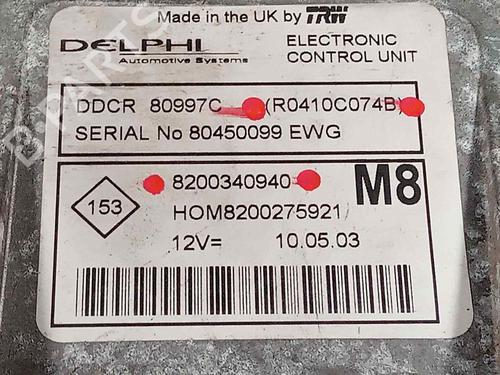 Made in the UK by TRW
DELPHI
Automotive Systems
ELECTRONIC
CONTROL UNIT
DDCR 80997C (R0410C074B)
SERIAL No 80450099 EWG
8200340940
M8
153
HOM8200275921
12V= 10.05.03
B-PARTS